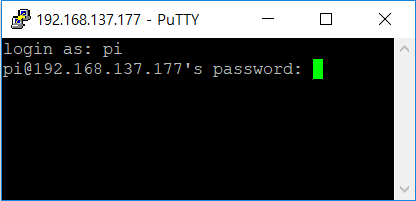 192.168.137.177 - PuTTY
login as: pi
pi@192.168.137.177's password: